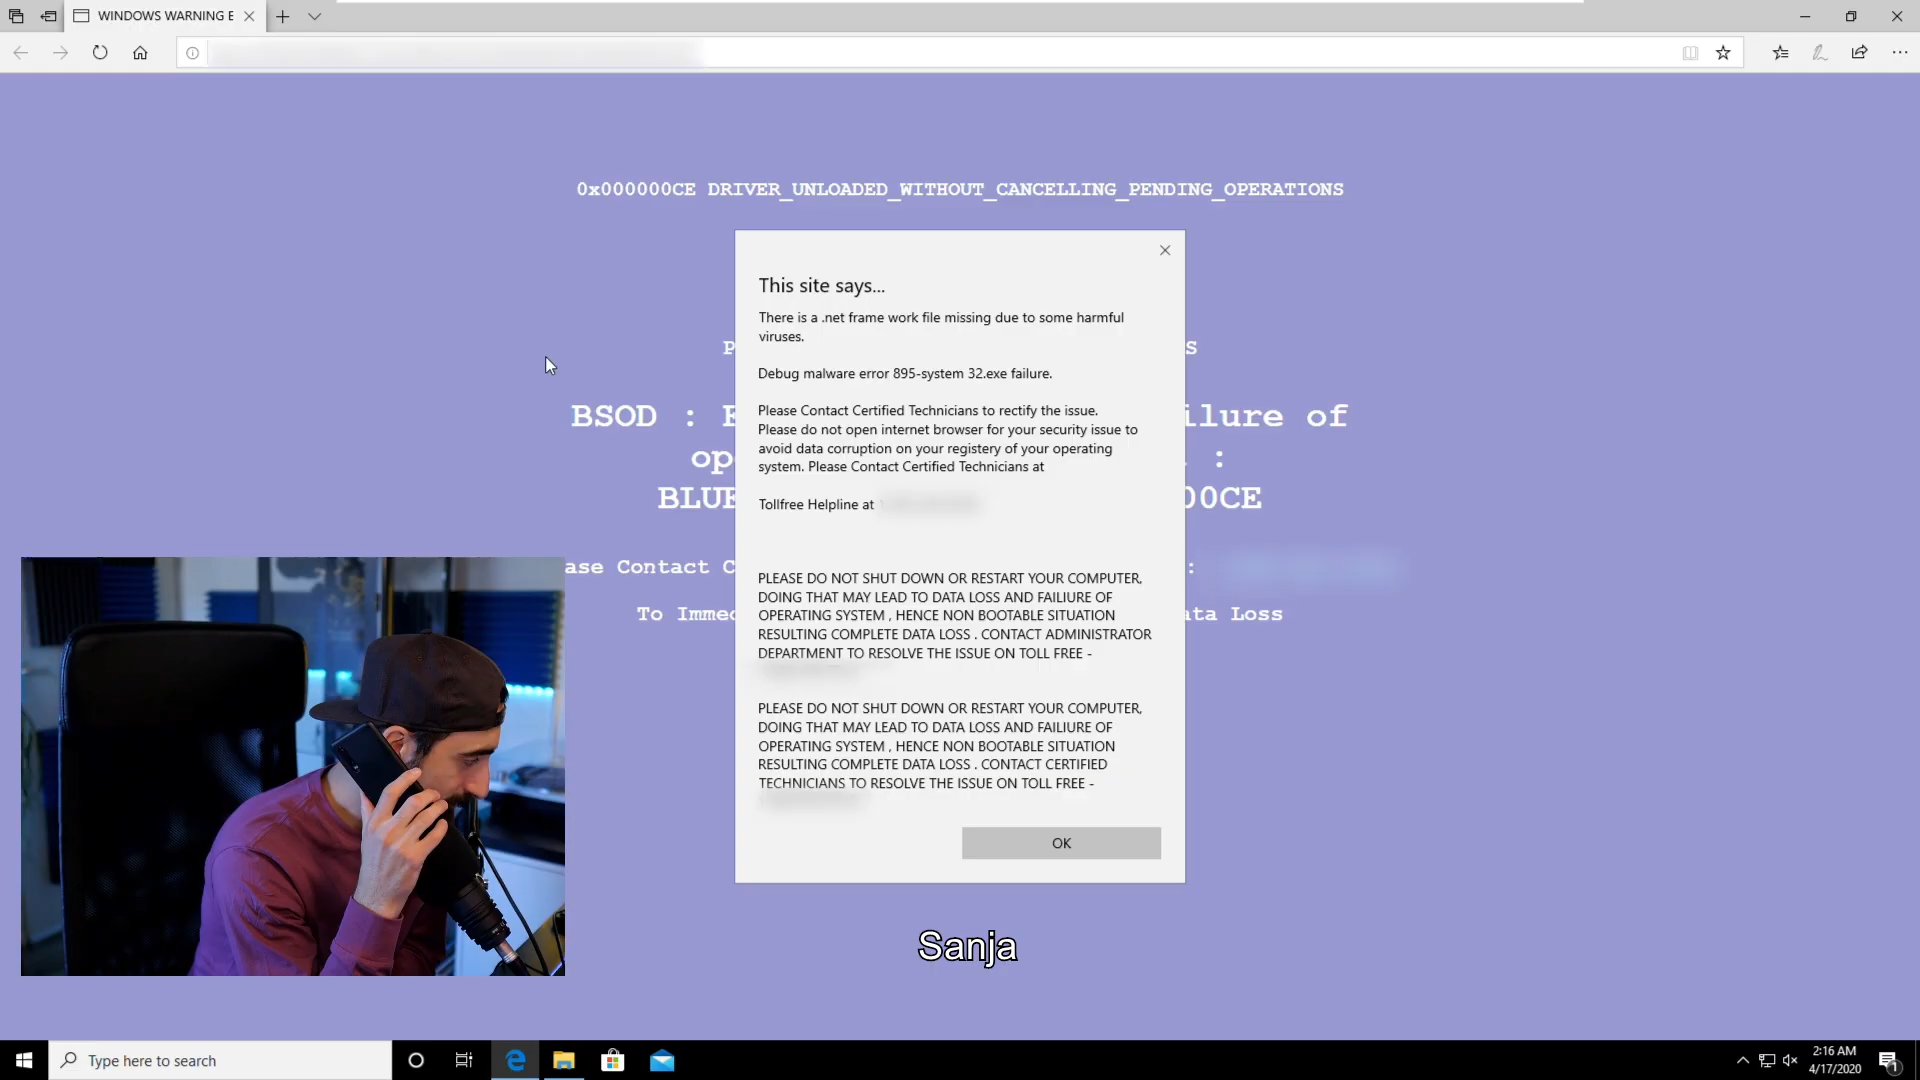 WINDOWS WARNING E
0x000000CE DRIVER_UNLOADED_WITHOUT_CANCELLING_PENDING_OPERATIONS
This site says...
There is a .net frame work file missing due to some harmful
viruses.
Debug malware error 895-system 32.exe failure.
Please Contact Certified Technicians to rectify the issue.
Please do not open internet browser for your security issue to
avoid data corruption on your registery of your operating
system. Please Contact Certified Technicians at
Tollfree Helpline at
PLEASE DO NOT SHUT DOWN OR RESTART YOUR COMPUTER,
DOING THAT MAY LEAD TO DATA LOSS AND FAILIURE OF
OPERATING SYSTEM , HENCE NON BOOTABLE SITUATION
RESULTING COMPLETE DATA LOSS . CONTACT ADMINISTRATOR
DEPARTMENT TO RESOLVE THE ISSUE ON TOLL FREE -
PLEASE DO NOT SHUT DOWN OR RESTART YOUR COMPUTER,
DOING THAT MAY LEAD TO DATA LOSS AND FAILIURE OF
OPERATING SYSTEM , HENCE NON BOOTABLE SITUATION
RESULTING COMPLETE DATA LOSS . CONTACT CERTIFIED
TECHNICIANS TO RESOLVE THE ISSUE ON TOLL FREE -
OK
P S
BSOD : E ilure of
op :
BLUE 00CE
ase Contact C :
To Immed ata Loss
Sanja
Type here to search
2:16 AM
4/17/2020
1